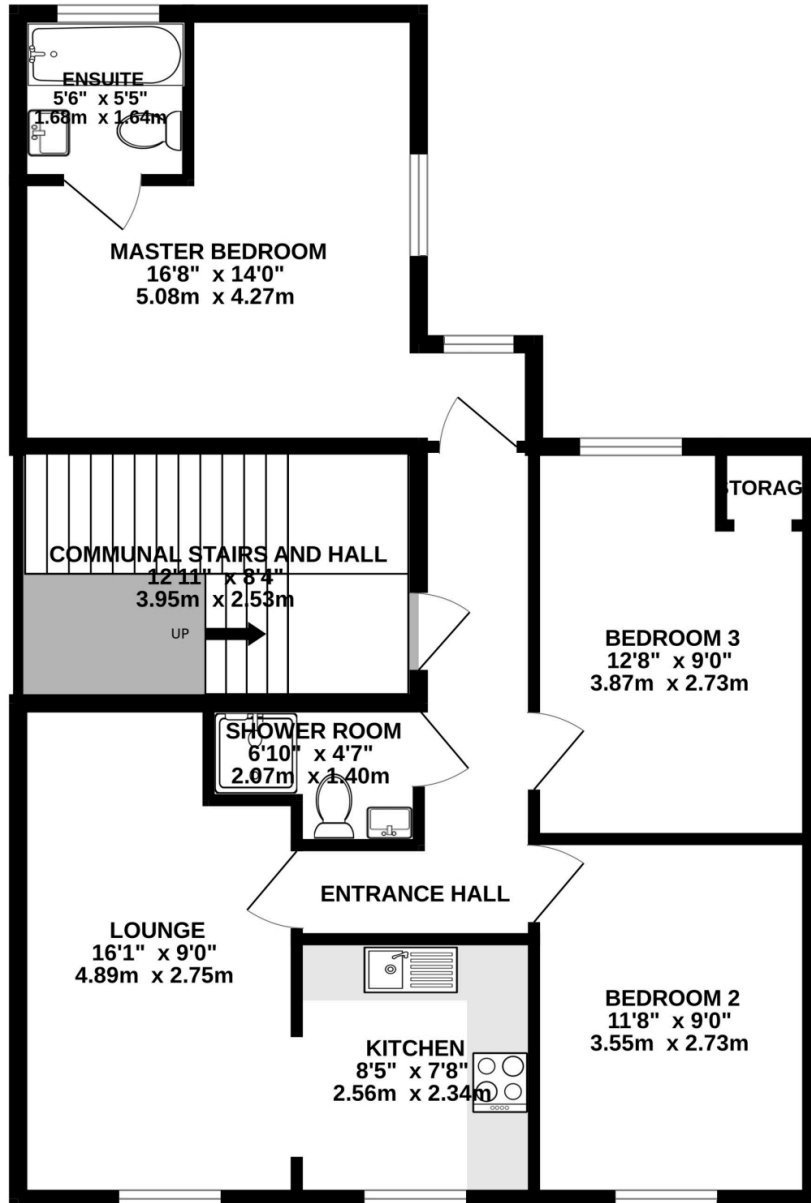 ENSUITE
5'6" x 5'5"
1.68m x 1.64m
MASTER BEDROOM
16'8" x 14'0"
5.08m x 4.27m
STORAG
COMMUNAL STAIRS AND HALL
12'11" x 8'4"
3.95m x 2.53m
UP
BEDROOM 3
12'8" x 9'0"
3.87m x 2.73m
SHOWER ROOM
6'10" x 4'7"
2.07m x 1.40m
ENTRANCE HALL
LOUNGE
16'1" x 9'0"
4.89m x 2.75m
BEDROOM 2
11'8" x 9'0"
3.55m x 2.73m
KITCHEN
8'5" x 7'8"
2.56m x 2.34m